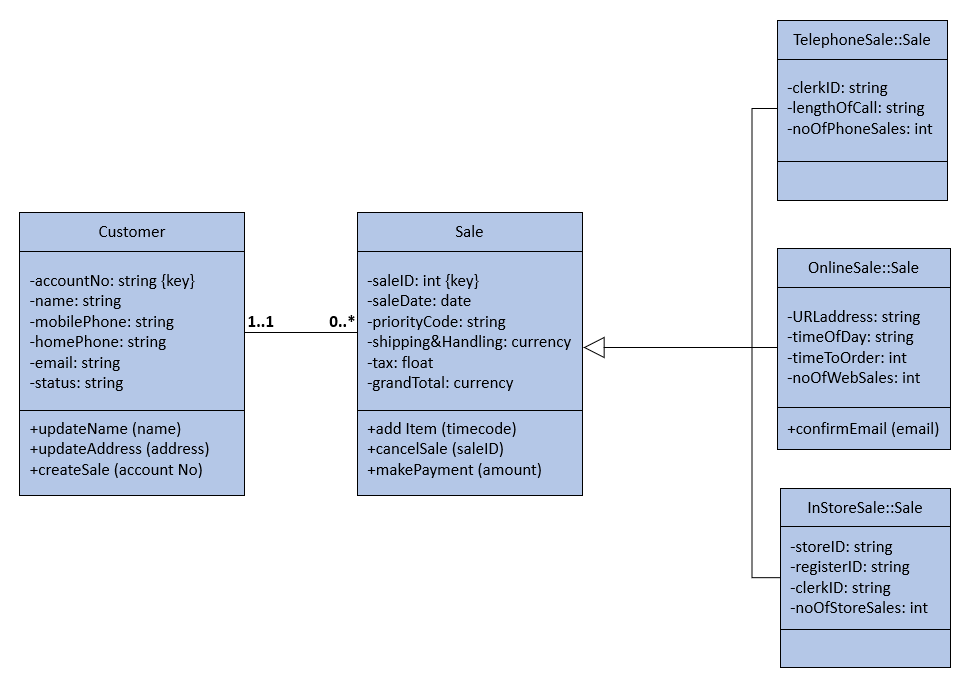 Customer
-accountNo: string {key}
-name: string
-mobilePhone: string
-homePhone: string
-email: string
-status: string
+updateName (name)
+updateAddress (address)
+createSale (account No)
1..1
0..*
Sale
-saleID: int {key}
-saleDate: date
-priorityCode: string
-shipping&Handling: currency
-tax: float
-grandTotal: currency
+add Item (timecode)
+cancelSale (saleID)
+makePayment (amount)
TelephoneSale::Sale
-clerkID: string
-lengthOfCall: string
-noOfPhoneSales: int
OnlineSale::Sale
-URLaddress: string
-timeOfDay: string
-timeToOrder: int
-noOfWebSales: int
+confirmEmail (email)
InStoreSale::Sale
-storeID: string
-registerID: string
-clerkID: string
-noOfStoreSales: int